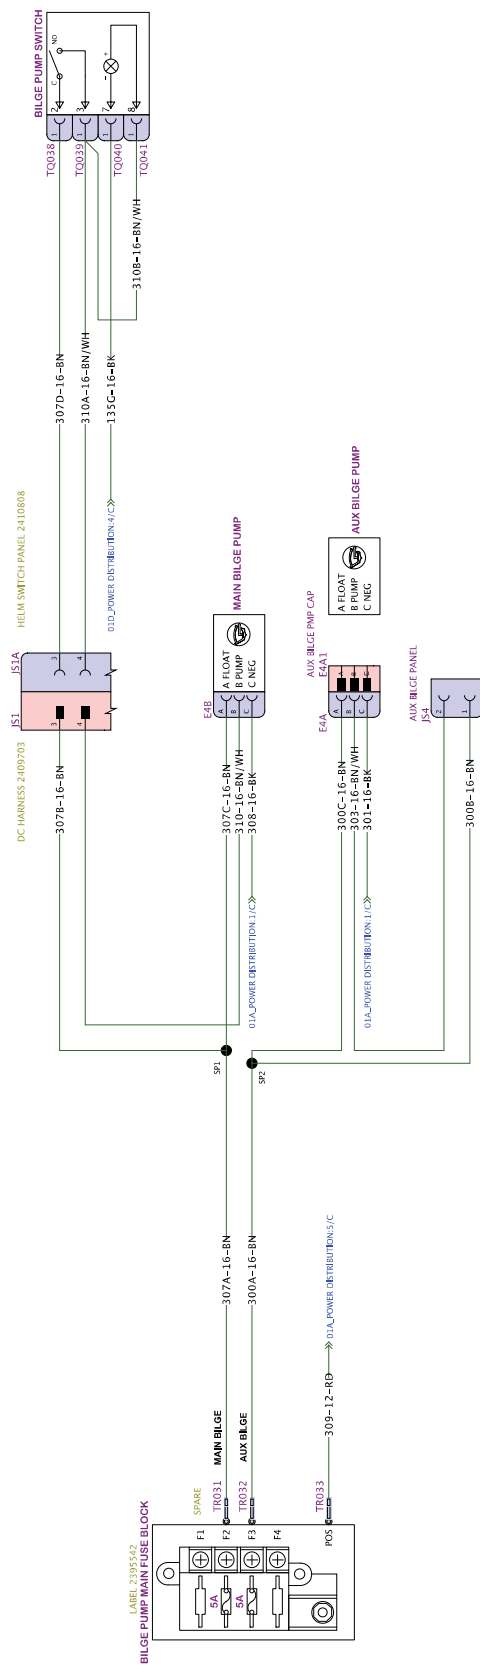 LABEL 2395542
BILGE PUMP MAIN FUSE BLOCK
SPARE
F1
F2
F3
F4
POS
5A
5A
TR031
TR032
TR033
MAIN BILGE
AUX BILGE
307A-16-BN
300A-16-BN
309-12-RD
01A_POWER DISTRIBUTION:5/C
SP1
SP2
DC HARNESS 2409703
HELM SWITCH PANEL 2410808
JS1
JS1A
3
4
3
4
307B-16-BN
307D-16-BN
310A-16-BN/WH
135G-16-BK
310B-16-BN/WH
01D_POWER DISTRIBUTION:4/C
BILGE PUMP SWITCH
TQ038
TQ039
TQ040
TQ041
1
1
1
1
2
3
7
8
C
NO
-
+
E4B
A
B
C
A FLOAT
B PUMP
C NEG
MAIN BILGE PUMP
307C-16-BN
310-16-BN/WH
308-16-BK
01A_POWER DISTRIBUTION:1/C
E4A
E4A1
AUX BILGE PMP CAP
A
B
C
A
B
C
A FLOAT
B PUMP
C NEG
AUX BILGE PUMP
300C-16-BN
303-16-BN/WH
301-16-BK
01A_POWER DISTRIBUTION:1/C
AUX BILGE PANEL
JS4
2
1
300B-16-BN